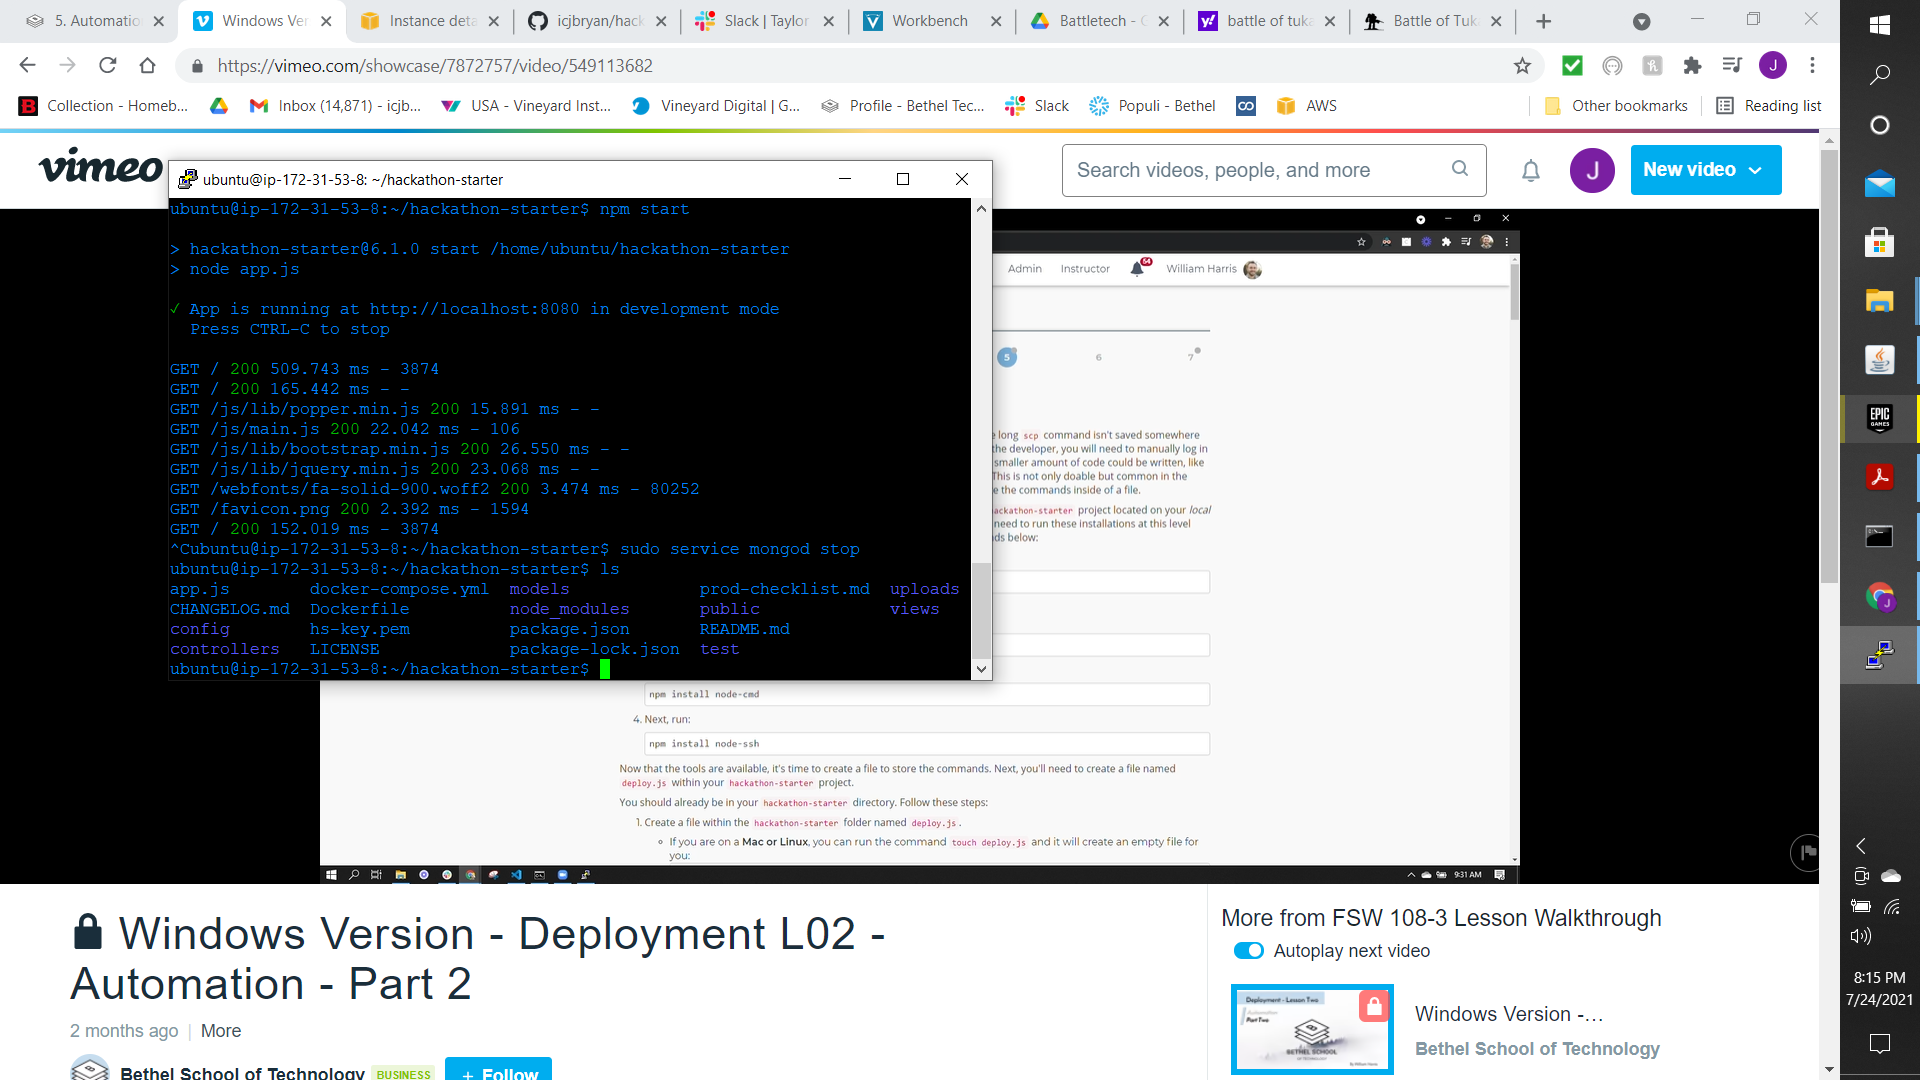 5. Automatio
Windows Ver
Instance deta
icjbryan/hack
Slack | Taylor
Workbench
Battletech - G
battle of tuka
Battle of Tuk
https://vimeo.com/showcase/7872757/video/549113682
J
Collection - Homeb...
Inbox (14,871) - icjb...
USA - Vineyard Inst...
Vineyard Digital | G...
Profile - Bethel Tec...
Slack
Populi - Bethel
AWS
Other bookmarks
Reading list
vimeo
Search videos, people, and more
J
New video
ubuntu@ip-172-31-53-8: ~/hackathon-starter
ubuntu@ip-172-31-53-8:~/hackathon-starter$ npm start
> hackathon-starter@6.1.0 start /home/ubuntu/hackathon-starter
> node app.js
✓ App is running at http://localhost:8080 in development mode
Press CTRL-C to stop
GET / 200 509.743 ms - 3874
GET / 200 165.442 ms - -
GET /js/lib/popper.min.js 200 15.891 ms - -
GET /js/main.js 200 22.042 ms - 106
GET /js/lib/bootstrap.min.js 200 26.550 ms - -
GET /js/lib/jquery.min.js 200 23.068 ms - -
GET /webfonts/fa-solid-900.woff2 200 3.474 ms - 80252
GET /favicon.png 200 2.392 ms - 1594
GET / 200 152.019 ms - 3874
^Cubuntu@ip-172-31-53-8:~/hackathon-starter$ sudo service mongod stop
ubuntu@ip-172-31-53-8:~/hackathon-starter$ ls
app.js docker-compose.yml models prod-checklist.md uploads
CHANGELOG.md Dockerfile node_modules public views
config hs-key.pem package.json README.md
controllers LICENSE package-lock.json test
ubuntu@ip-172-31-53-8:~/hackathon-starter$
Admin
Instructor
64
William Harris
5
6
7
e long scp command isn't saved somewhere
the developer, you will need to manually log in
smaller amount of code could be written, like
This is not only doable but common in the
e the commands inside of a file.
ackathon-starter project located on your local
need to run these installations at this level
ds below:
npm install node-cmd
4. Next, run:
npm install node-ssh
Now that the tools are available, it's time to create a file to store the commands. Next, you'll need to create a file named
deploy.js within your hackathon-starter project.
You should already be in your hackathon-starter directory. Follow these steps:
1. Create a file within the hackathon-starter folder named deploy.js.
If you are on a Mac or Linux, you can run the command touch deploy.js and it will create an empty file for
you:
9:31 AM
Windows Version - Deployment L02 -
Automation - Part 2
2 months ago | More
Bethel School of Technology BUSINESS
+ Follow
More from FSW 108-3 Lesson Walkthrough
Autoplay next video
Deployment - Lesson Two
Automation
Part Two
BETHEL SCHOOL
OF TECHNOLOGY
Windows Version -...
Bethel School of Technology
EPIC
GAMES
J
8:15 PM
7/24/2021